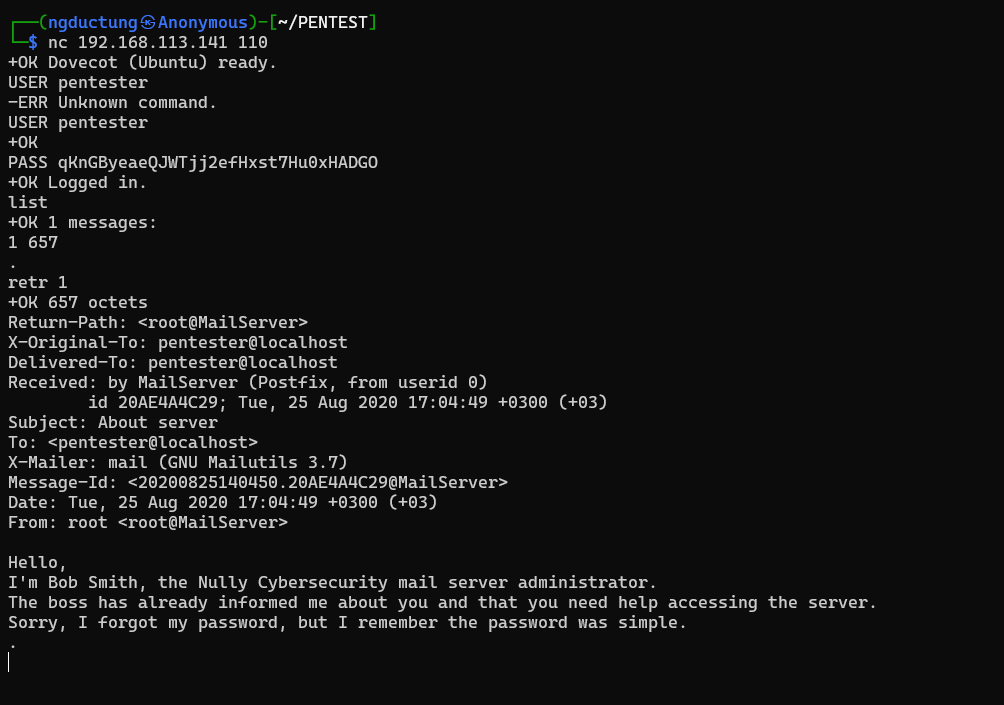 ┌──(ngductung㉿Anonymous)-[~/PENTEST]
└─$ nc 192.168.113.141 110
+OK Dovecot (Ubuntu) ready.
USER pentester
-ERR Unknown command.
USER pentester
+OK
PASS qKnGByeaeQJWTjj2efHxst7Hu0xHADGO
+OK Logged in.
list
+OK 1 messages:
1 657
.
retr 1
+OK 657 octets
Return-Path: <root@MailServer>
X-Original-To: pentester@localhost
Delivered-To: pentester@localhost
Received: by MailServer (Postfix, from userid 0)
        id 20AE4A4C29; Tue, 25 Aug 2020 17:04:49 +0300 (+03)
Subject: About server
To: <pentester@localhost>
X-Mailer: mail (GNU Mailutils 3.7)
Message-Id: <20200825140450.20AE4A4C29@MailServer>
Date: Tue, 25 Aug 2020 17:04:49 +0300 (+03)
From: root <root@MailServer>

Hello,
I'm Bob Smith, the Nully Cybersecurity mail server administrator.
The boss has already informed me about you and that you need help accessing the server.
Sorry, I forgot my password, but I remember the password was simple.
.